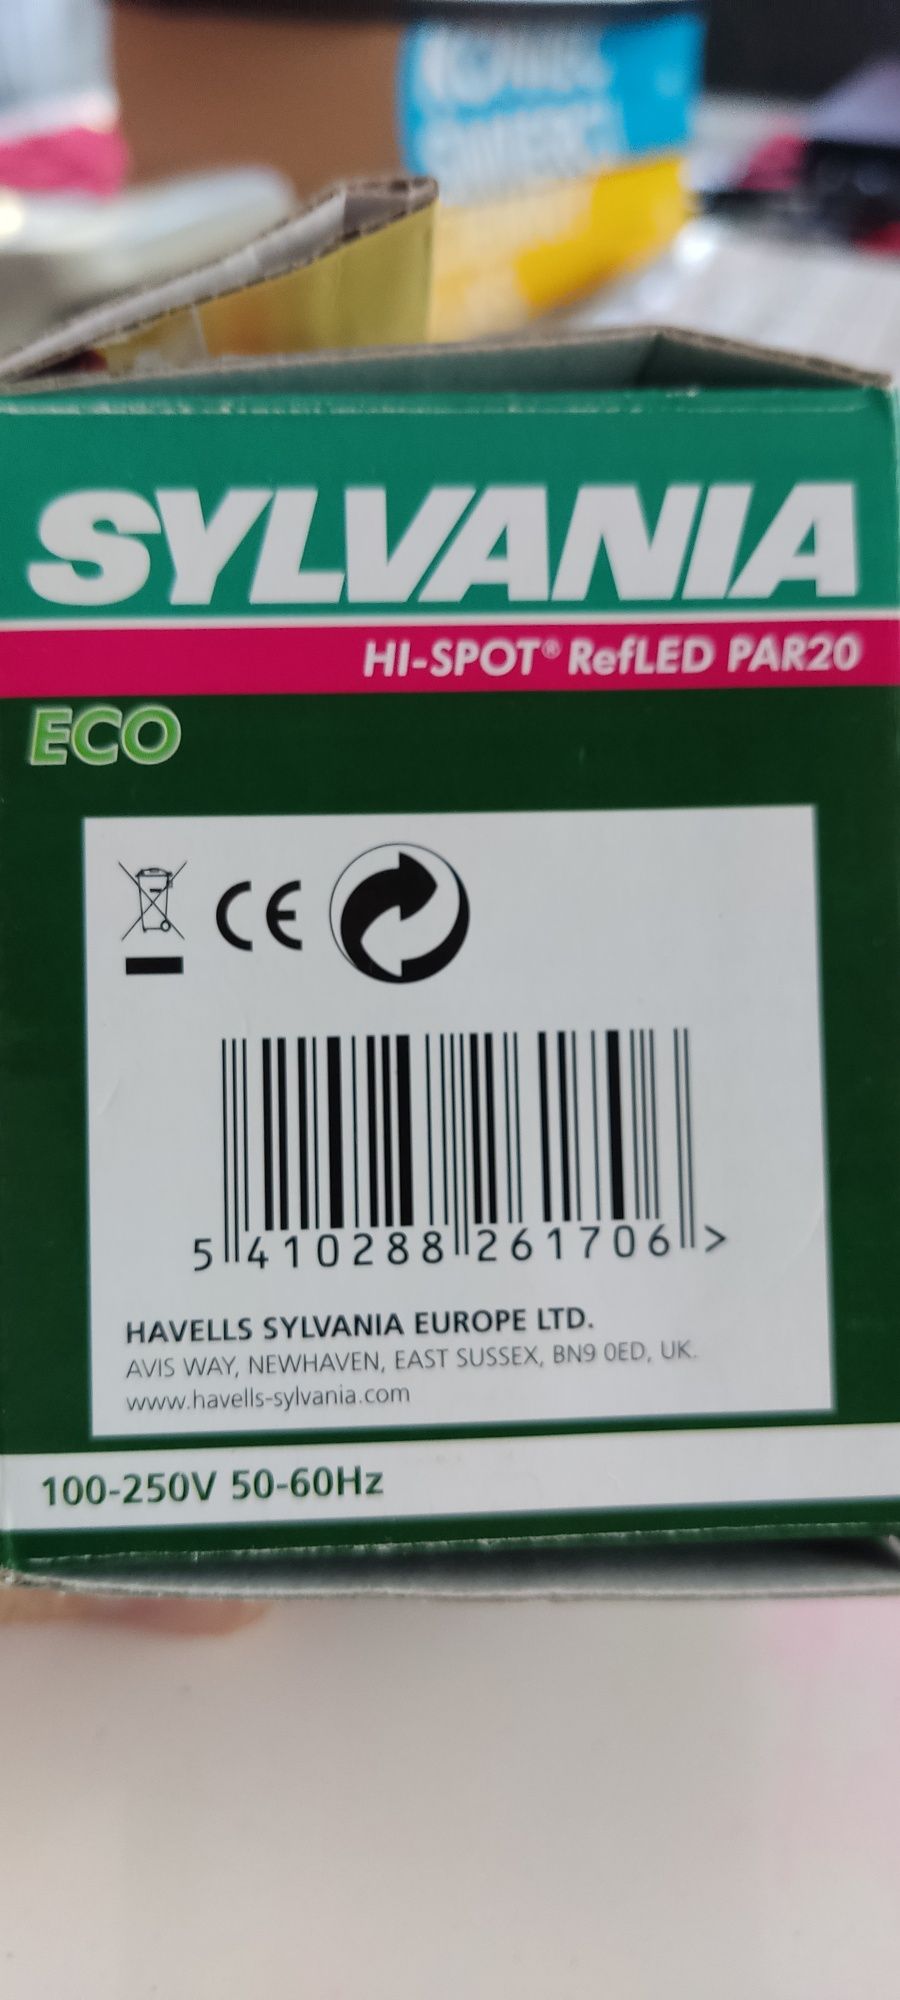 SYLVANIA
HI-SPOT® RefLED PAR20
ECO
CE
5 410288 261706 >
HAVELLS SYLVANIA EUROPE LTD.
AVIS WAY, NEWHAVEN, EAST SUSSEX, BN9 0ED, UK.
www.havells-sylvania.com
100-250V 50-60Hz